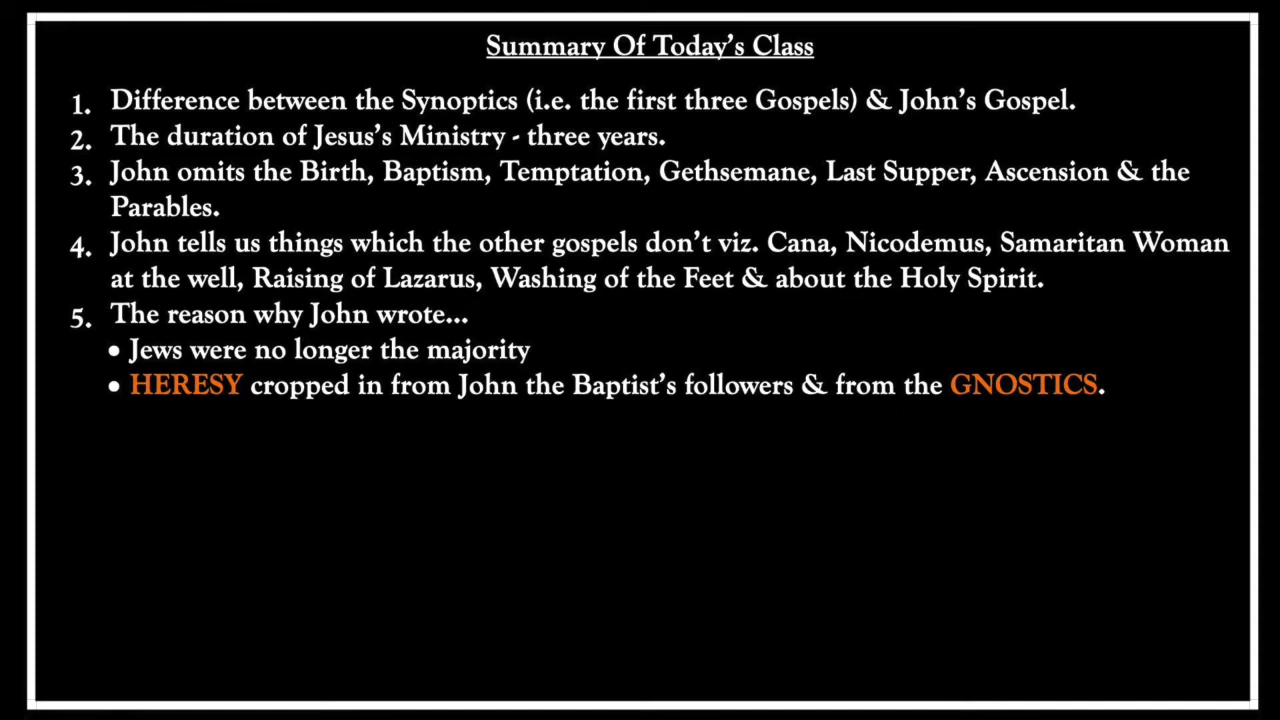 Summary Of Today's Class
1. Difference between the Synoptics (i.e. the first three Gospels) & John's Gospel.
2. The duration of Jesus's Ministry - three years.
3. John omits the Birth, Baptism, Temptation, Gethsemane, Last Supper, Ascension & the
Parables.
4. John tells us things which the other gospels don't viz. Cana, Nicodemus, Samaritan Woman
at the well, Raising of Lazarus, Washing of the Feet & about the Holy Spirit.
5. The reason why John wrote...
• Jews were no longer the majority
• HERESY cropped in from John the Baptist's followers & from the GNOSTICS.